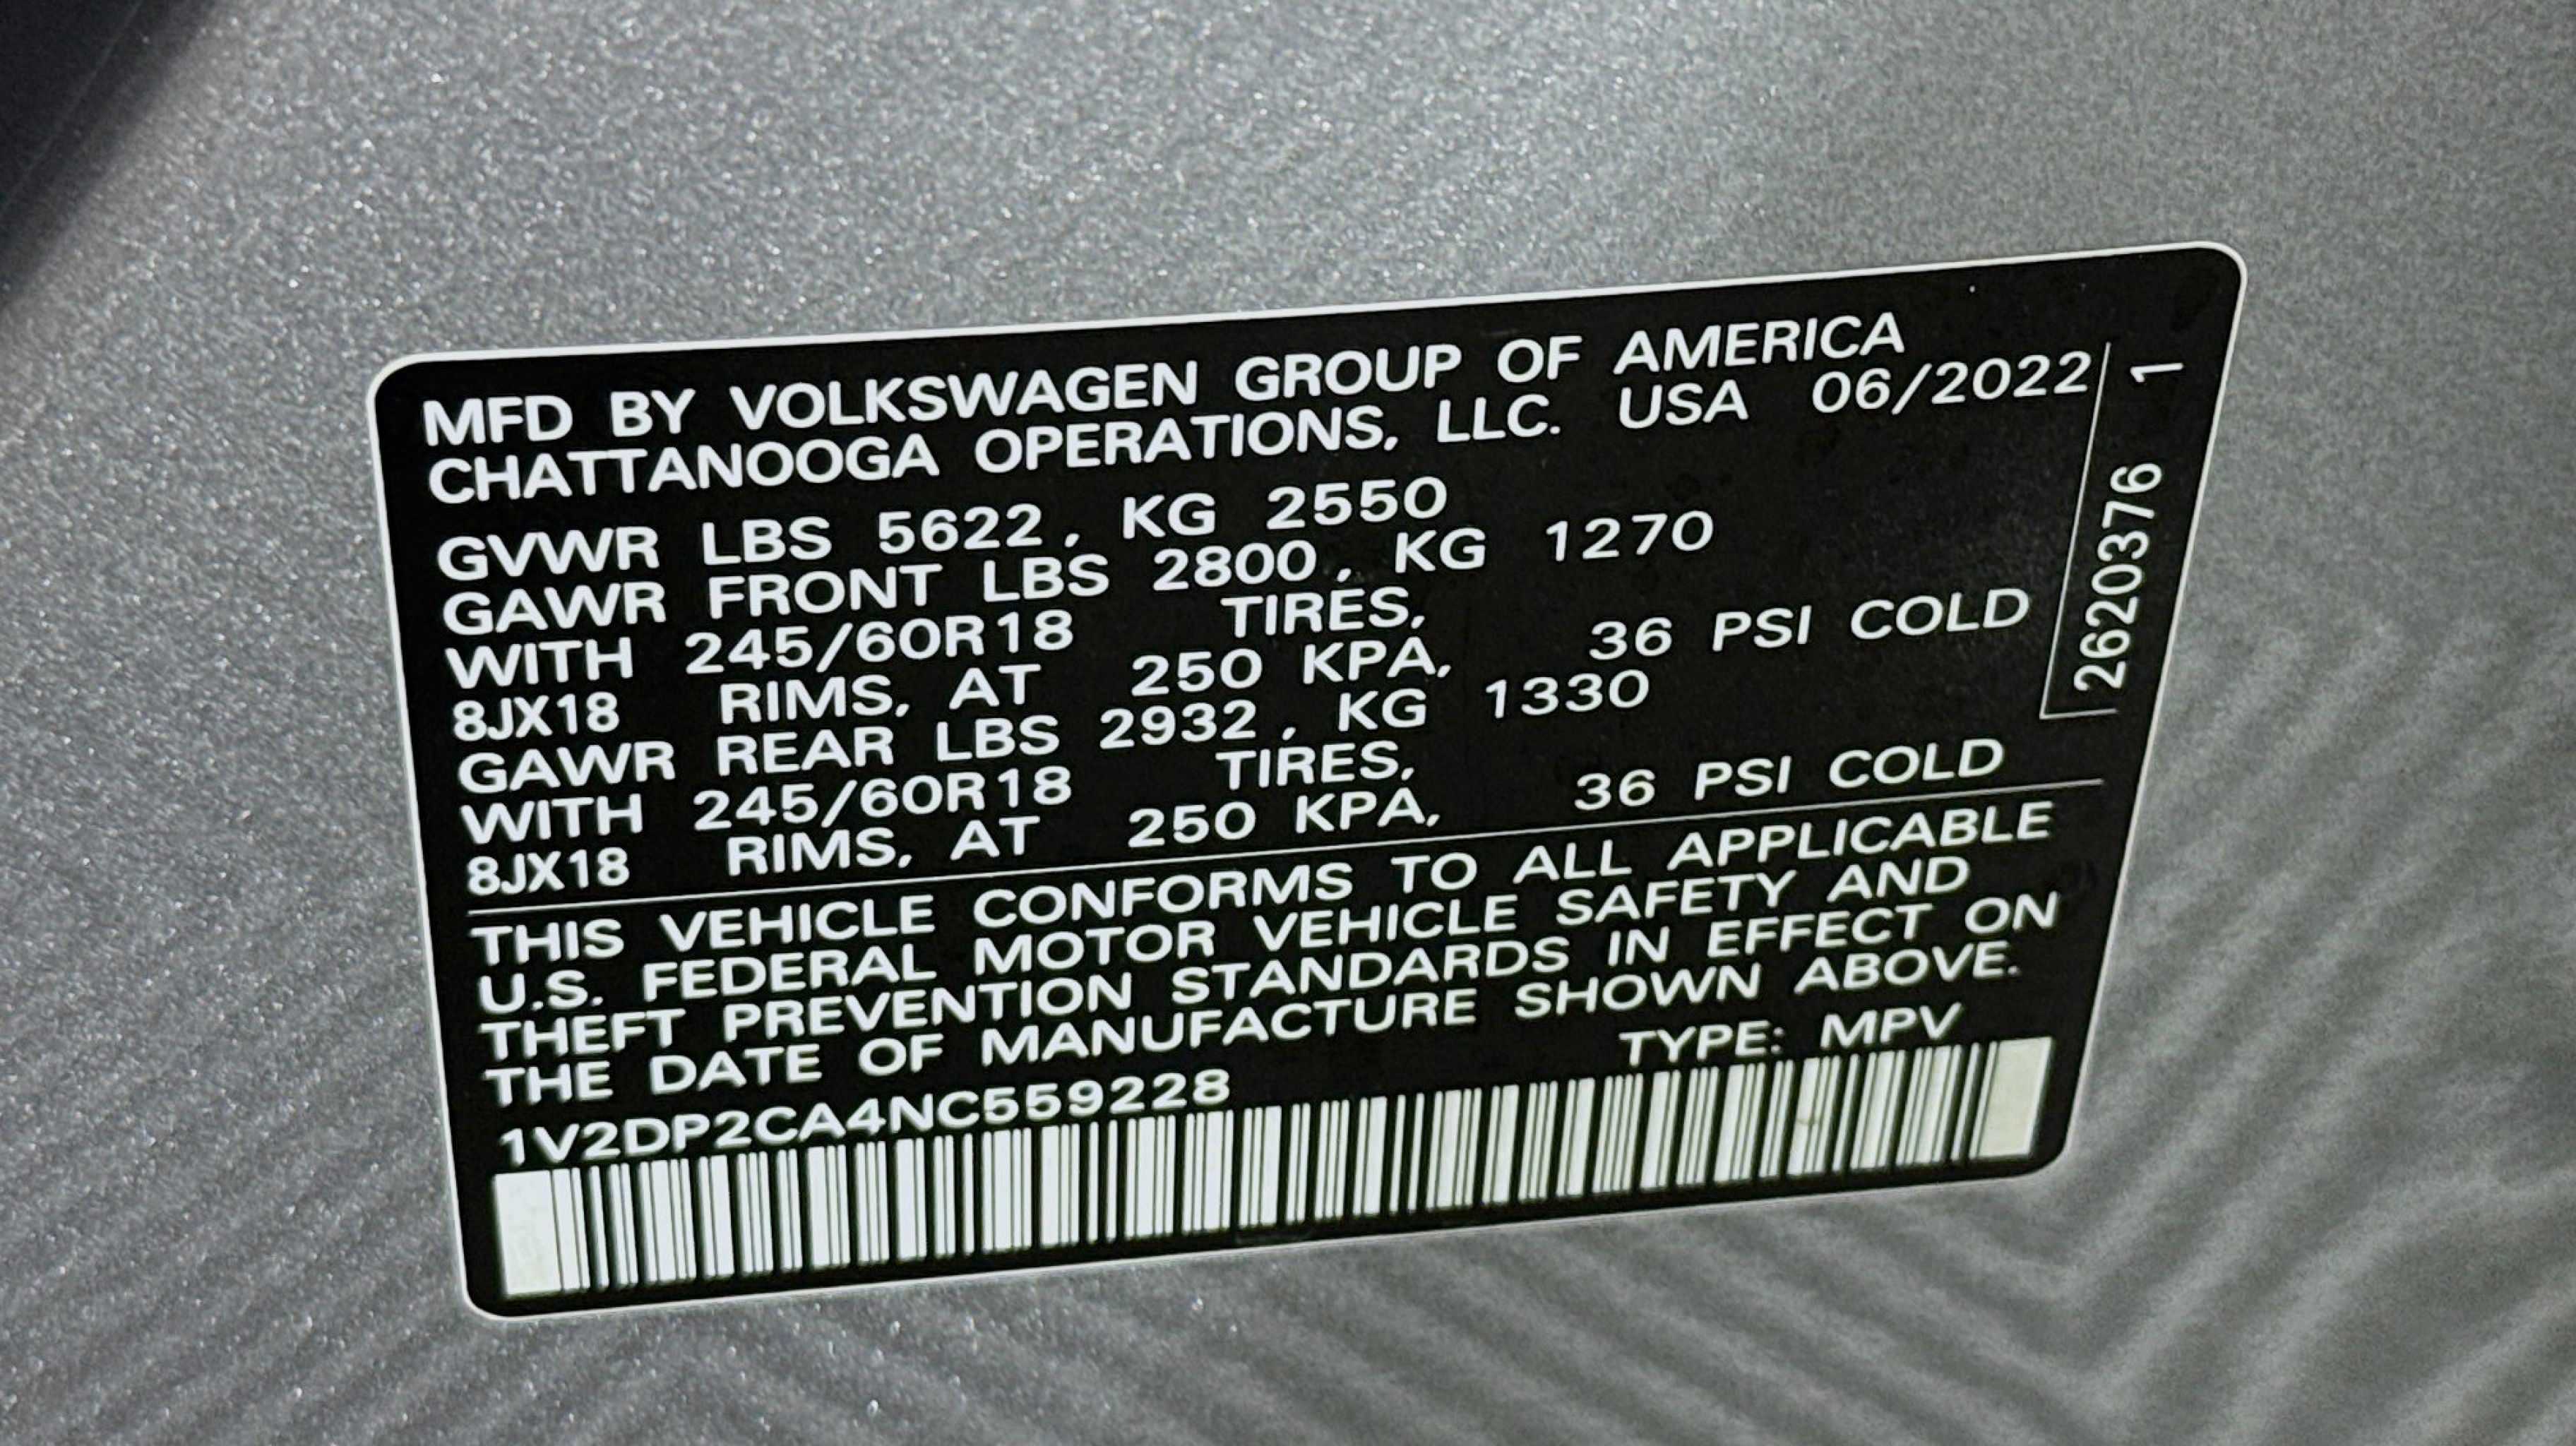 MFD BY VOLKSWAGEN GROUP OF AMERICA
CHATTANOOGA OPERATIONS, LLC. USA 06/2022
GVWR LBS 5622, KG 2550
GAWR FRONT LBS 2800, KG 1270
WITH 245/60R18 TIRES,
8JX18 RIMS, AT 250 KPA, 36 PSI COLD
GAWR REAR LBS 2932, KG 1330
WITH 245/60R18 TIRES,
8JX18 RIMS, AT 250 KPA, 36 PSI COLD
THIS VEHICLE CONFORMS TO ALL APPLICABLE
U.S. FEDERAL MOTOR VEHICLE SAFETY AND
THEFT PREVENTION STANDARDS IN EFFECT ON
THE DATE OF MANUFACTURE SHOWN ABOVE.
1V2DP2CA4NC559228 TYPE: MPV
2620376 1